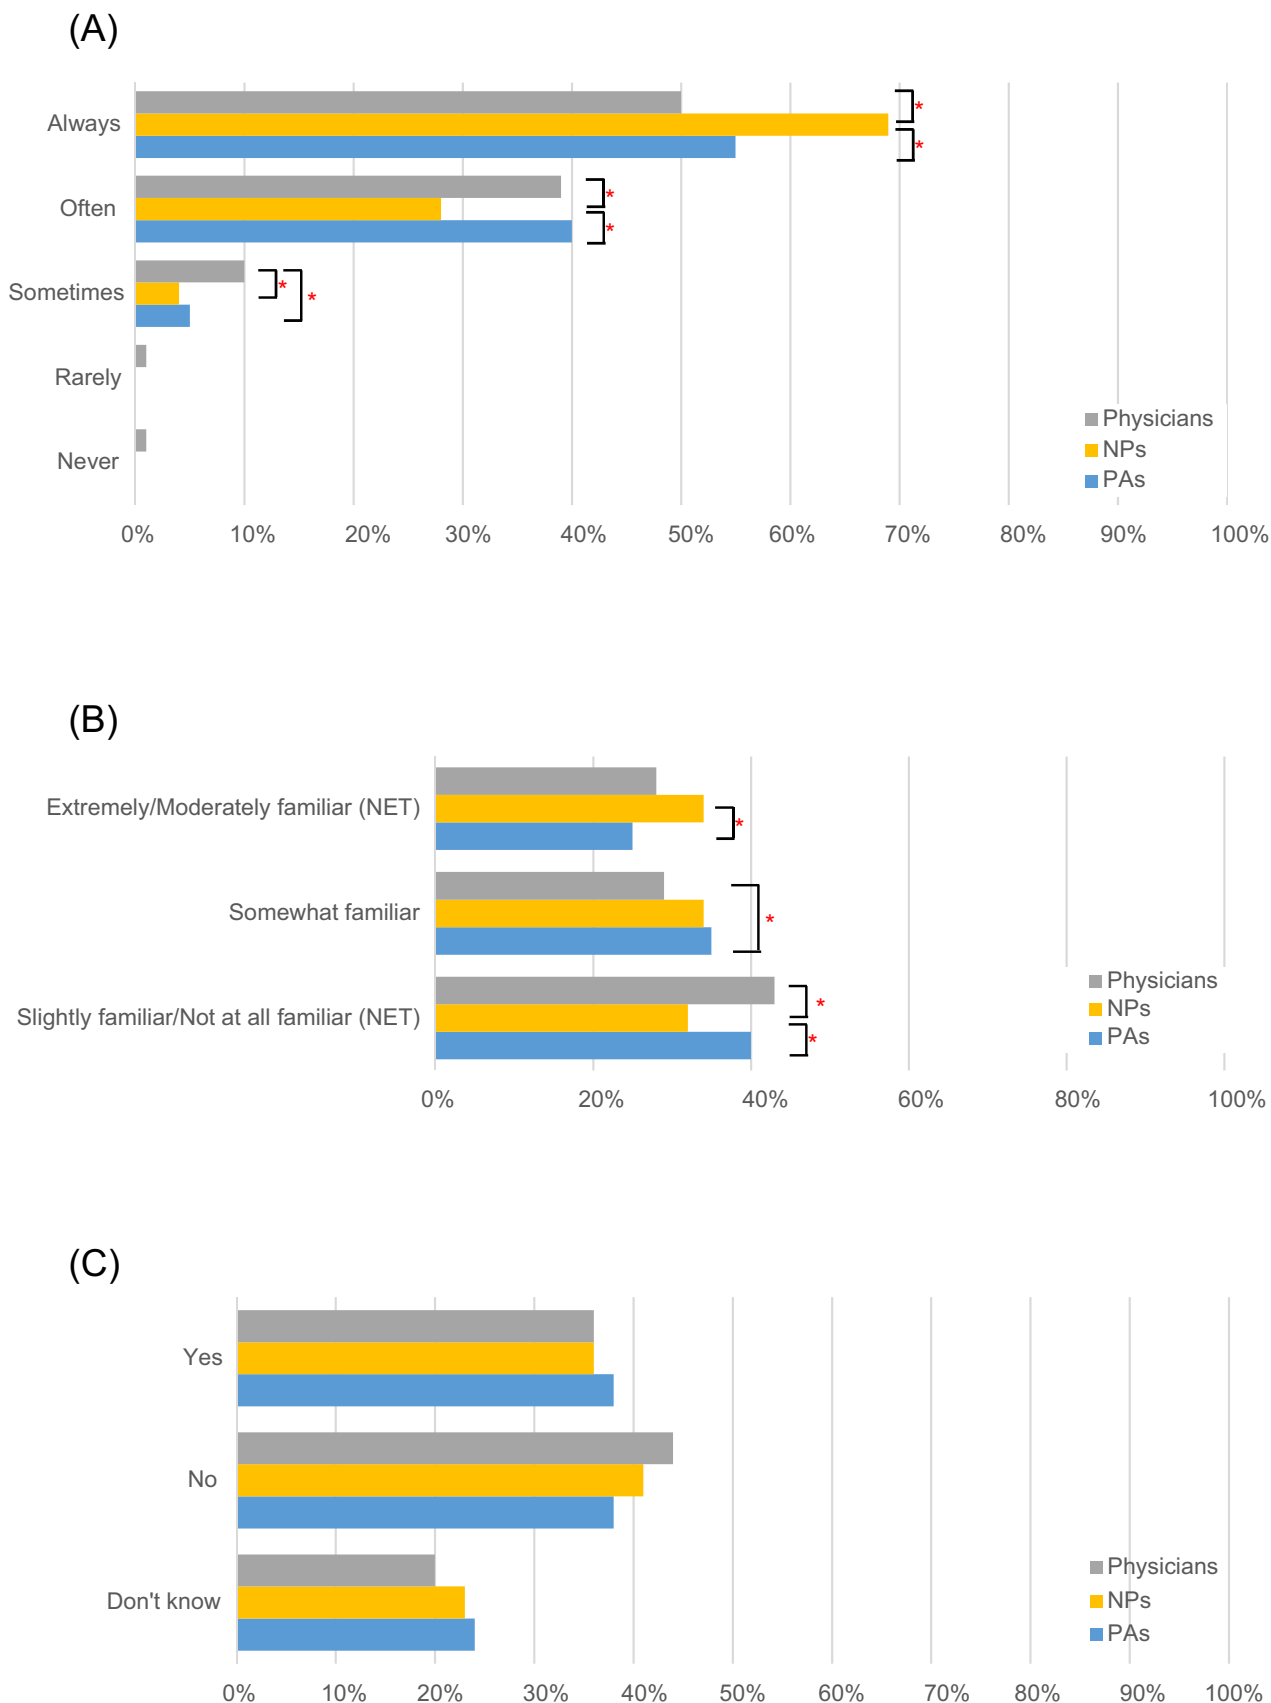 (A)
Always
*
*
Often
*
*
Sometimes
*
*
Rarely
Never
Physicians
NPs
PAs
0% 10% 20% 30% 40% 50% 60% 70% 80% 90% 100%
(B)
Extremely/Moderately familiar (NET)
*
Somewhat familiar
*
Slightly familiar/Not at all familiar (NET)
*
*
Physicians
NPs
PAs
0% 20% 40% 60% 80% 100%
(C)
Yes
No
Don't know
Physicians
NPs
PAs
0% 10% 20% 30% 40% 50% 60% 70% 80% 90% 100%